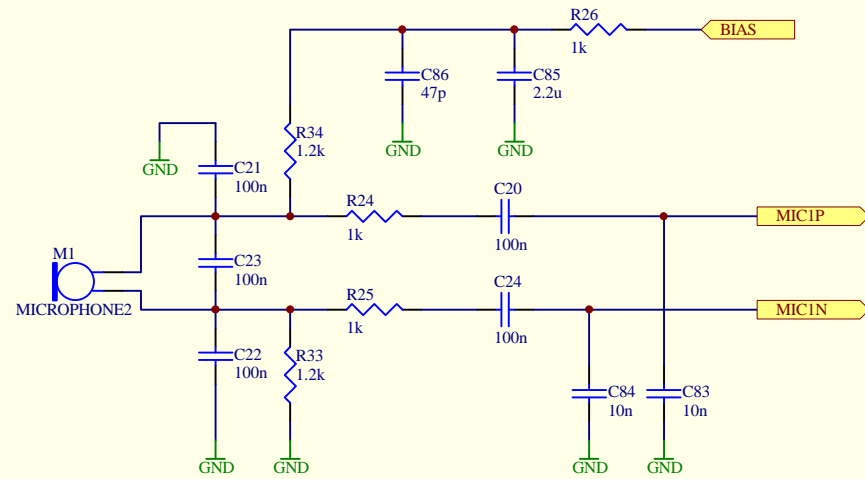 R26
BIAS
1k
C86
47p
C85
2.2u
GND
GND
R34
1.2k
GND
C21
100n
R24
1k
C20
100n
MIC1P
M1
MICROPHONE2
C23
100n
R25
1k
C24
100n
MIC1N
C22
100n
R33
1.2k
C84
10n
C83
10n
GND
GND
GND
GND